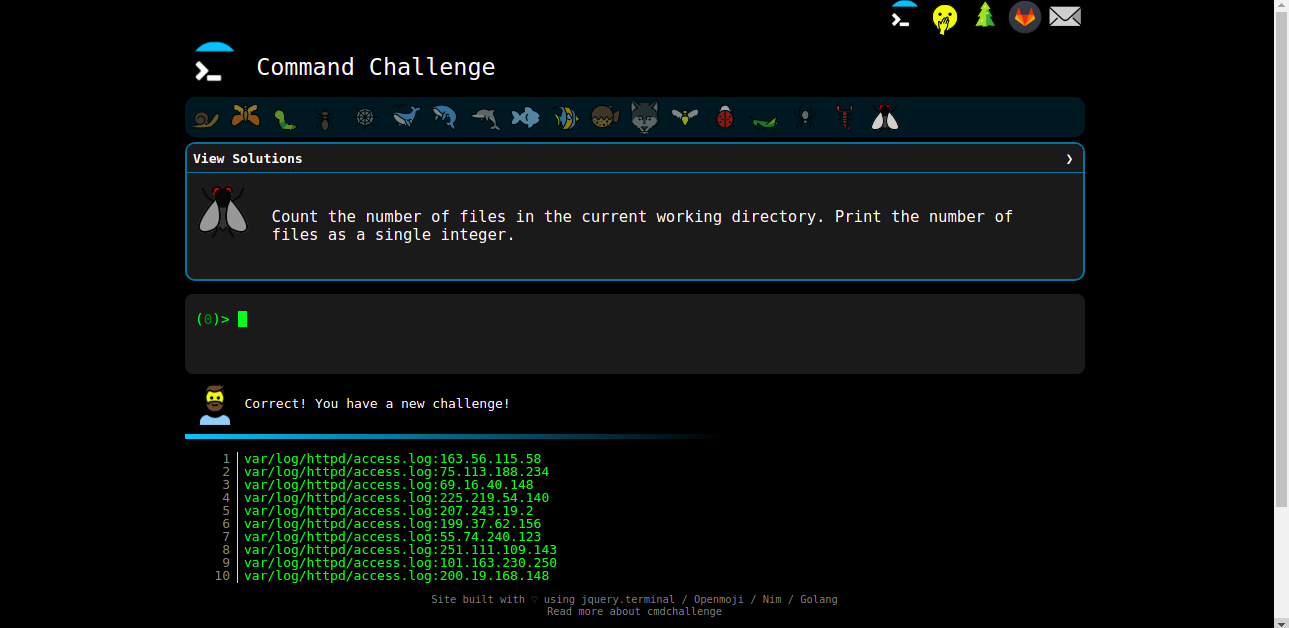 Command Challenge
View Solutions ❯
Count the number of files in the current working directory. Print the number of
files as a single integer.
(0)>
Correct! You have a new challenge!
1 var/log/httpd/access.log:163.56.115.58
2 var/log/httpd/access.log:75.113.188.234
3 var/log/httpd/access.log:69.16.40.148
4 var/log/httpd/access.log:225.219.54.140
5 var/log/httpd/access.log:207.243.19.2
6 var/log/httpd/access.log:199.37.62.156
7 var/log/httpd/access.log:55.74.240.123
8 var/log/httpd/access.log:251.111.109.143
9 var/log/httpd/access.log:101.163.230.250
10 var/log/httpd/access.log:200.19.168.148
Site built with ♡ using jquery.terminal / Openmoji / Nim / Golang
Read more about cmdchallenge